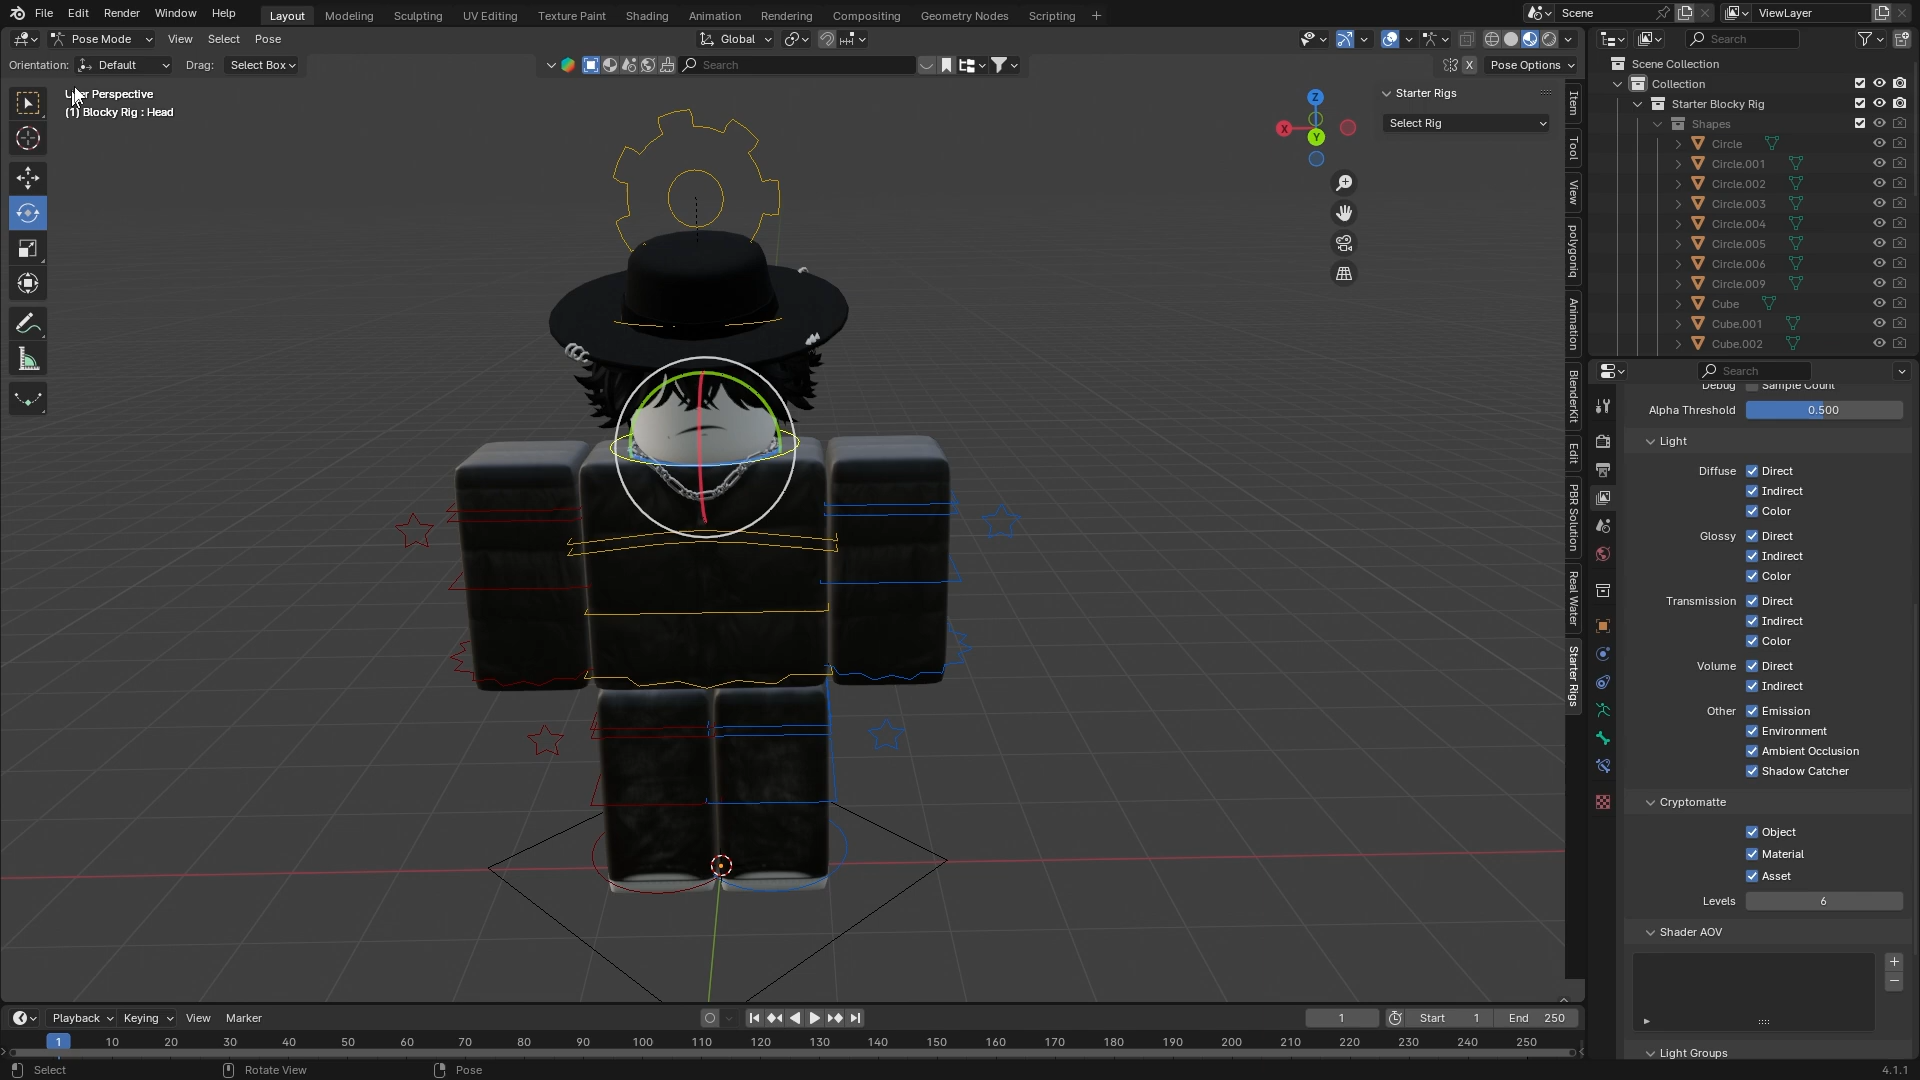 File Edit Render Window Help Layout Modeling Sculpting UV Editing Texture Paint Shading Animation Rendering Compositing Geometry Nodes Scripting Scene ViewLayer
Pose Mode View Select Pose Global Search
Orientation: Default Drag: Select Box Search X Pose Options
Perspective
(1) Blocky Rig : Head
Z
X
Y
Starter Rigs
Select Rig
Item
Tool
View
polygoniq
Animation
BlenderKit
Edit
PBR Solution
Real Water
Starter Rigs
Scene Collection
Collection
Starter Blocky Rig
Shapes
Circle
Circle.001
Circle.002
Circle.003
Circle.004
Circle.005
Circle.006
Circle.009
Cube
Cube.001
Cube.002
Search
Debug Sample Count
Alpha Threshold 0.500
Light
Diffuse Direct
Indirect
Color
Glossy Direct
Indirect
Color
Transmission Direct
Indirect
Color
Volume Direct
Indirect
Other Emission
Environment
Ambient Occlusion
Shadow Catcher
Cryptomatte
Object
Material
Asset
Levels 6
Shader AOV
Light Groups
Playback Keying View Marker 1 Start 1 End 250
1 10 20 30 40 50 60 70 80 90 100 110 120 130 140 150 160 170 180 190 200 210 220 230 240 250
Select Rotate View Pose 4.1.1